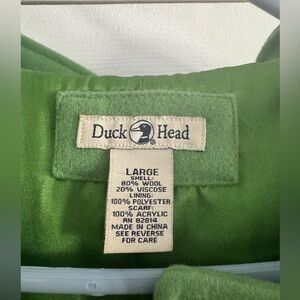 Duck Head
LARGE
SHELL:
80% WOOL
20% VISCOSE
LINING:
100% POLYESTER
SCARF:
100% ACRYLIC
RN 82814
MADE IN CHINA
SEE REVERSE
FOR CARE